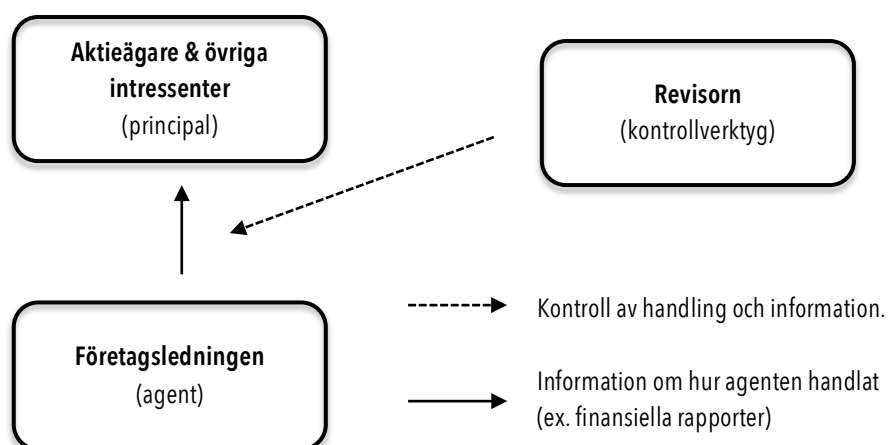 Aktieägare & övriga
intressenter
(principal)
Revisorn
(kontrollverktyg)
Företagsledningen
(agent)
Kontroll av handling och information.
Information om hur agenten handlat
(ex. finansiella rapporter)